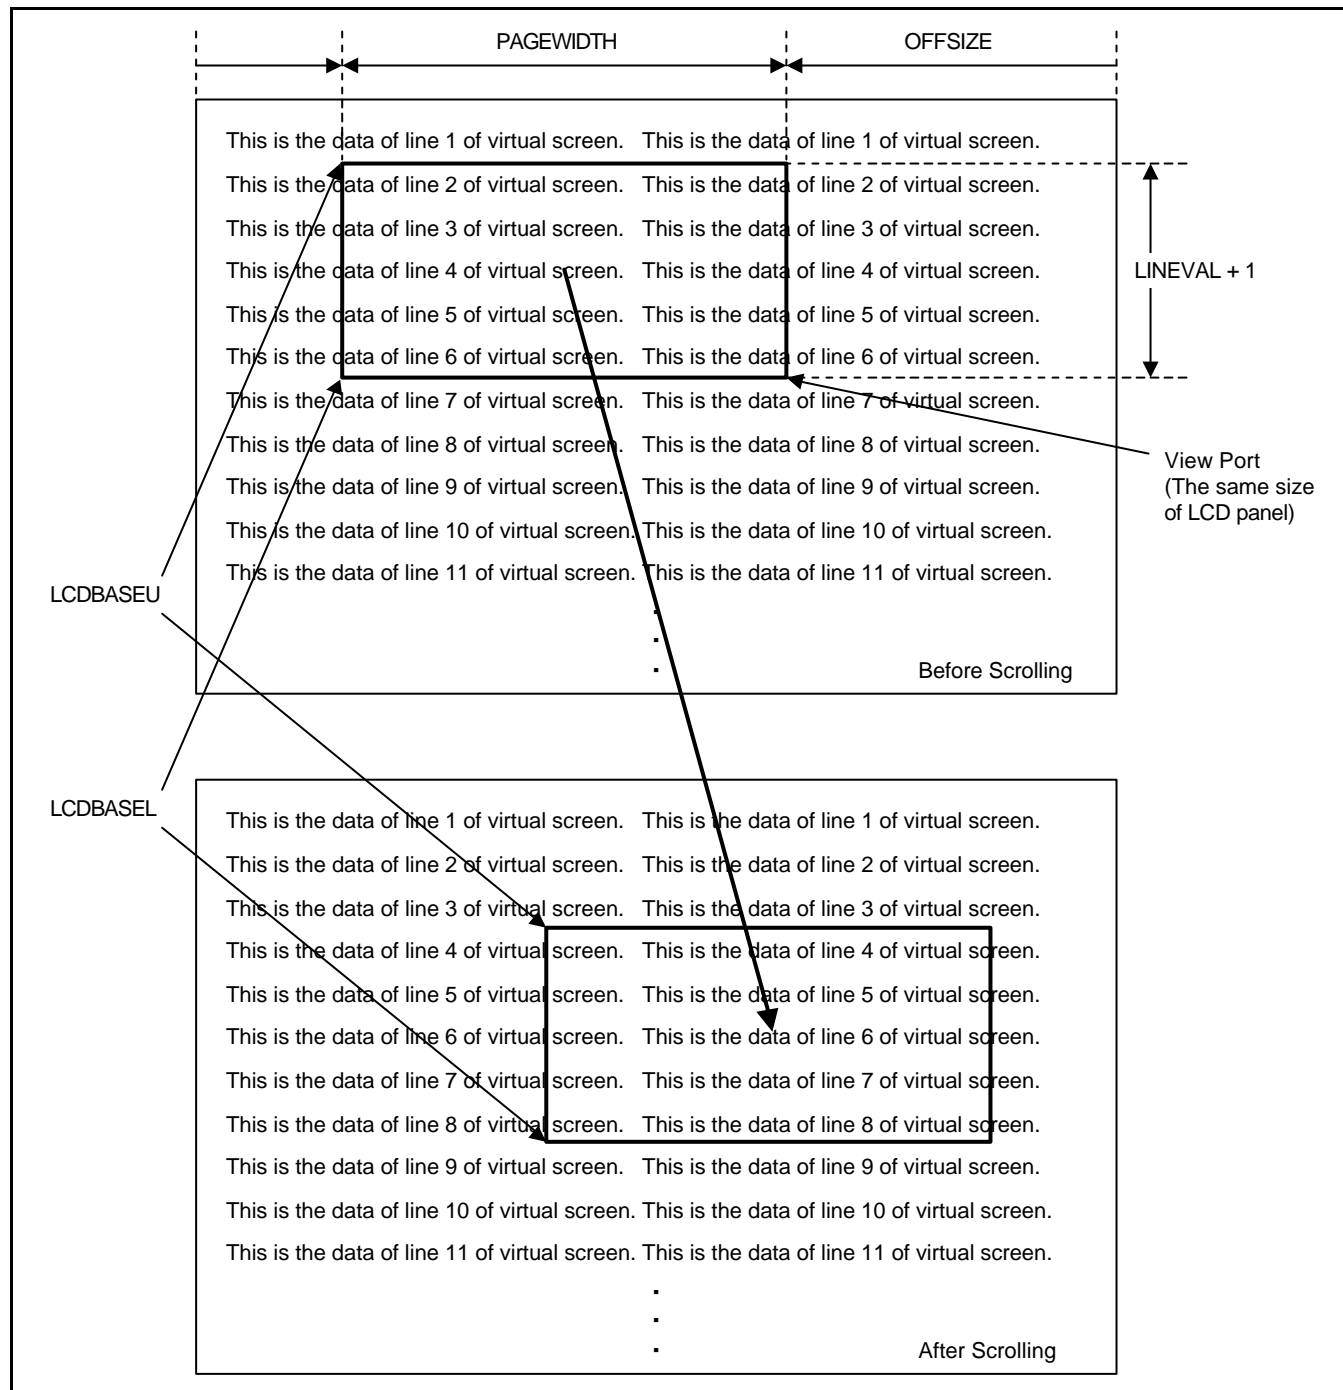 PAGEWIDTH OFFSIZE
This is the data of line 1 of virtual screen. This is the data of line 1 of virtual screen.
This is the data of line 2 of virtual screen. This is the data of line 2 of virtual screen.
This is the data of line 3 of virtual screen. This is the data of line 3 of virtual screen.
This is the data of line 4 of virtual screen. This is the data of line 4 of virtual screen.
LINEVAL + 1
This is the data of line 5 of virtual screen. This is the data of line 5 of virtual screen.
This is the data of line 6 of virtual screen. This is the data of line 6 of virtual screen.
This is the data of line 7 of virtual screen. This is the data of line 7 of virtual screen.
This is the data of line 8 of virtual screen. This is the data of line 8 of virtual screen.
This is the data of line 9 of virtual screen. This is the data of line 9 of virtual screen.
This is the data of line 10 of virtual screen. This is the data of line 10 of virtual screen.
This is the data of line 11 of virtual screen. This is the data of line 11 of virtual screen.
View Port
(The same size
of LCD panel)
LCDBASEU
.
.
.
Before Scrolling
LCDBASEL
This is the data of line 1 of virtual screen. This is the data of line 1 of virtual screen.
This is the data of line 2 of virtual screen. This is the data of line 2 of virtual screen.
This is the data of line 3 of virtual screen. This is the data of line 3 of virtual screen.
This is the data of line 4 of virtual screen. This is the data of line 4 of virtual screen.
This is the data of line 5 of virtual screen. This is the data of line 5 of virtual screen.
This is the data of line 6 of virtual screen. This is the data of line 6 of virtual screen.
This is the data of line 7 of virtual screen. This is the data of line 7 of virtual screen.
This is the data of line 8 of virtual screen. This is the data of line 8 of virtual screen.
This is the data of line 9 of virtual screen. This is the data of line 9 of virtual screen.
This is the data of line 10 of virtual screen. This is the data of line 10 of virtual screen.
This is the data of line 11 of virtual screen. This is the data of line 11 of virtual screen.
.
.
.
After Scrolling